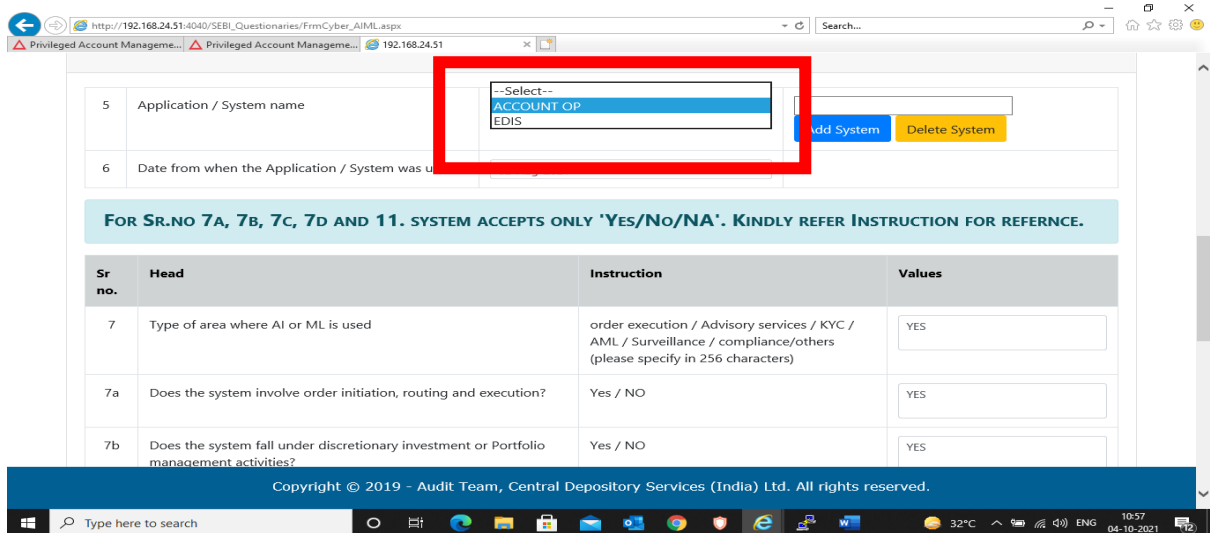 http://192.168.24.51:4040/SEBI_Questionaries/FrmCyber_AIML.aspx
Search...
Privileged Account Manageme...
Privileged Account Manageme...
192.168.24.51
5 Application / System name
--Select--
ACCOUNT OP
EDIS
Add System Delete System
6 Date from when the Application / System was u
For Sr.no 7a, 7b, 7c, 7d and 11. system accepts only 'Yes/No/NA'. Kindly refer Instruction for refernce.
Sr no. Head Instruction Values
7 Type of area where AI or ML is used
order execution / Advisory services / KYC /
AML / Surveillance / compliance/others
(please specify in 256 characters)
YES
7a Does the system involve order initiation, routing and execution? Yes / NO YES
7b Does the system fall under discretionary investment or Portfolio
management activities?
Yes / NO YES
Copyright © 2019 - Audit Team, Central Depository Services (India) Ltd. All rights reserved.
Type here to search
32°C ENG 10:57
04-10-2021
12